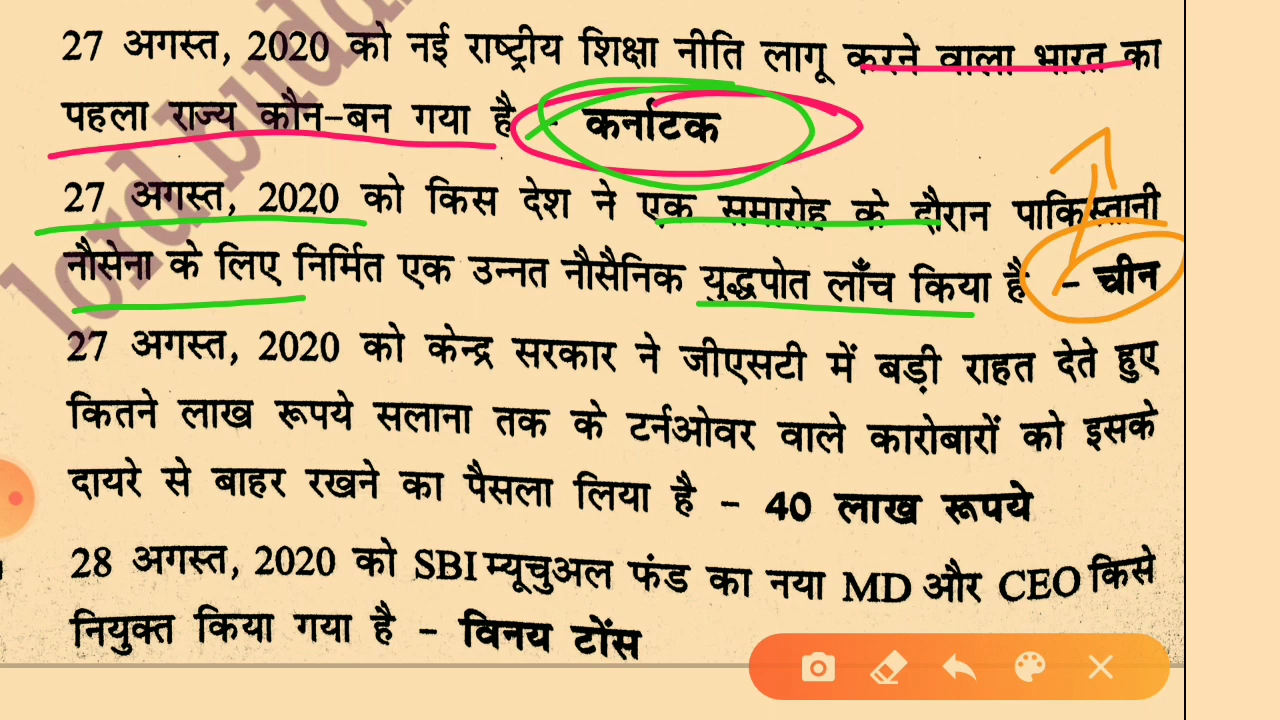 27 अगस्त, 2020 को नई राष्ट्रीय शिक्षा नीति लागू करने वाला भारत का
पहला राज्य कौन-बन गया है - कर्नाटक
27 अगस्त, 2020 को किस देश ने एक समारोह के दौरान पाकिस्तानी
नौसेना के लिए निर्मित एक उन्नत नौसैनिक युद्धपोत लाँच किया है - चीन
27 अगस्त, 2020 को केन्द्र सरकार ने जीएसटी में बड़ी राहत देते हुए
कितने लाख रूपये सलाना तक के टर्नओवर वाले कारोबारों को इसके
दायरे से बाहर रखने का पैसला लिया है - 40 लाख रूपये
28 अगस्त, 2020 को SBI म्यूचुअल फंड का नया MD और CEO किसे
नियुक्त किया गया है - विनय टोंस
lord budd